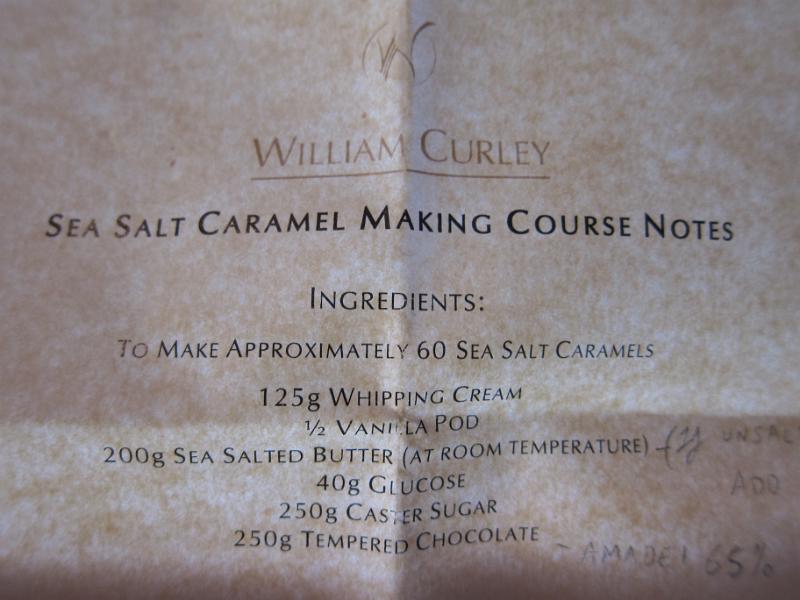 WILLIAM CURLEY
SEA SALT CARAMEL MAKING COURSE NOTES
INGREDIENTS:
TO MAKE APPROXIMATELY 60 SEA SALT CARAMELS
125g WHIPPING CREAM
½ VANILLA POD
200g SEA SALTED BUTTER (AT ROOM TEMPERATURE)
ADD
40g GLUCOSE
250g CASTER SUGAR
250g TEMPERED CHOCOLATE - AMADEI 65%